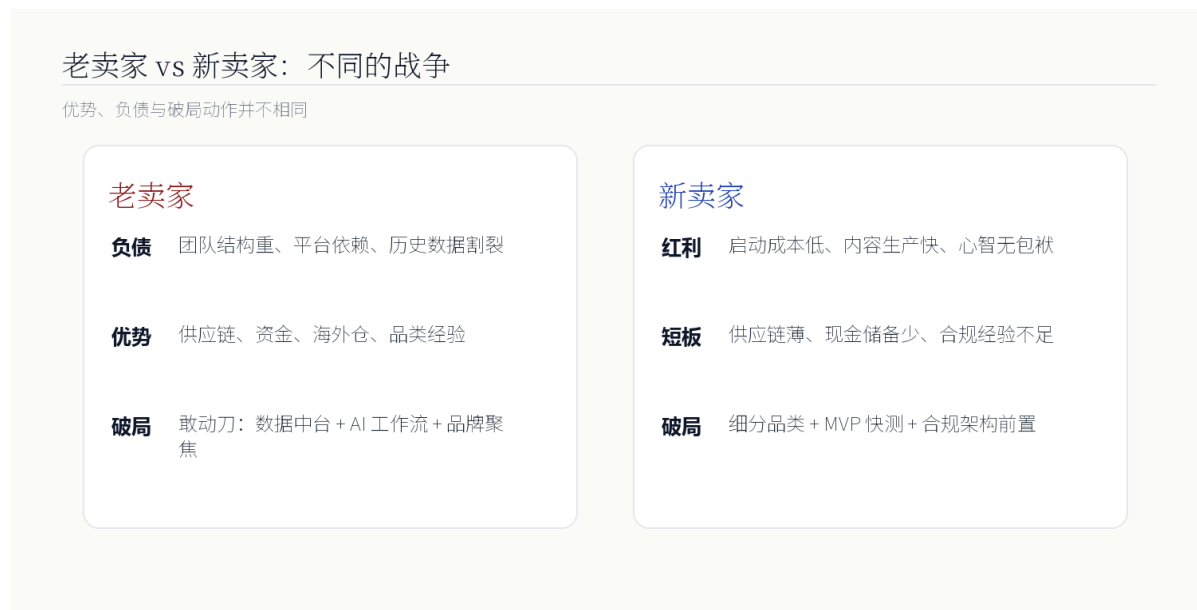 老卖家 vs 新卖家：不同的战争
优势、负债与破局动作并不相同
老卖家
负债 团队结构重、平台依赖、历史数据割裂
优势 供应链、资金、海外仓、品类经验
破局 敢动刀：数据中台 + AI 工作流 + 品牌聚
焦
新卖家
红利 启动成本低、内容生产快、心智无包袱
短板 供应链薄、现金储备少、合规经验不足
破局 细分品类 + MVP 快测 + 合规架构前置